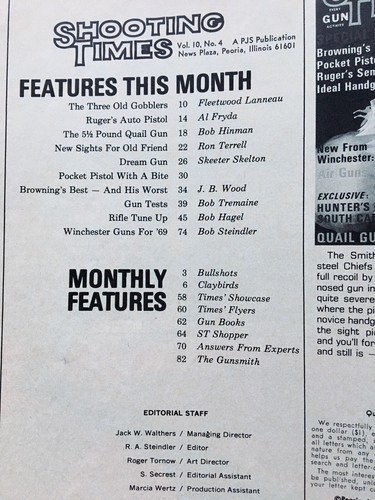 SHOOTING
TIMES
Vol. 10, No. 4 A PJS Publication
News Plaza, Peoria, Illinois 61601
FEATURES THIS MONTH
The Three Old Gobblers 10 Fleetwood Lanneau
Ruger's Auto Pistol 14 Al Fryda
The 5½ Pound Quail Gun 18 Bob Hinman
New Sights For Old Friend 22 Ron Terrell
Dream Gun 26 Skeeter Skelton
Pocket Pistol With A Bite 30
Browning's Best — And His Worst 34 J. B. Wood
Gun Tests 39 Bob Tremaine
Rifle Tune Up 45 Bob Hagel
Winchester Guns For '69 74 Bob Steindler
MONTHLY
FEATURES
3 Bullshots
6 Claybirds
58 Times' Showcase
60 Times' Flyers
62 Gun Books
64 ST Shopper
70 Answers From Experts
82 The Gunsmith
EDITORIAL STAFF
Jack W. Walthers / Managing Director
R. A. Steindler / Editor
Roger Tornow / Art Director
S. Secrest / Editorial Assistant
Marcia Wertz / Production Assistant
GUN
SPECIAL
Browning's
Pocket Pisto
Ruger's Sen
Ideal Handg
New From
Winchester:
Air Gun
EXCLUSIVE:
HUNTER'S
SOUTH CA
QUAIL GU
The Smith
steel Chiefs
full recoil by
nosed gun in
quite severe
where the pi
novice handg
the sight pi
and you'll for
and still is —
Qu
We respectfully
one dollar ($1), e
and a stamped, s
all letters which a
nature from any
helps us pay the
search and letter-
The most interes
be published, unle
your letter kept c